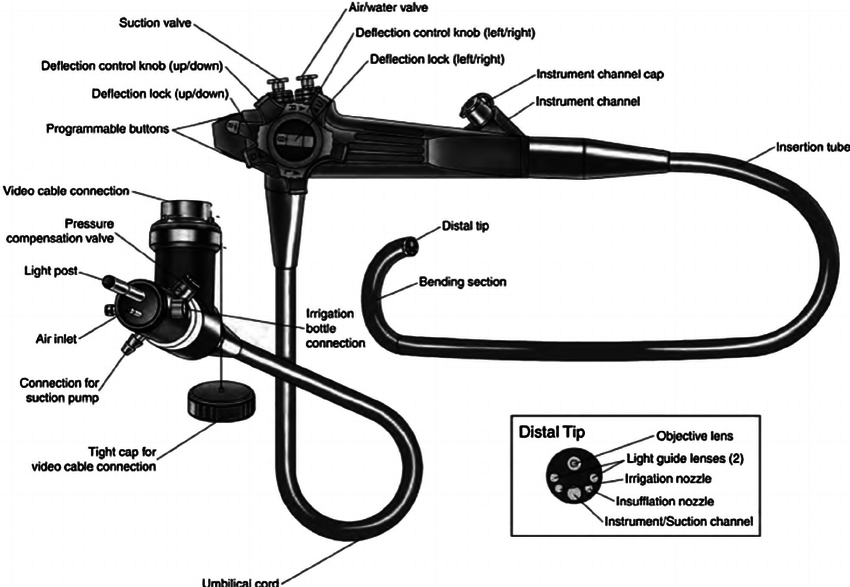 Air/water valve
Suction valve
Deflection control knob (left/right)
Deflection control knob (up/down)
Deflection lock (left/right)
Deflection lock (up/down)
Instrument channel cap
Instrument channel
Programmable buttons
Insertion tube
Video cable connection
Pressure
compensation valve
Distal tip
Light post
Bending section
Irrigation
bottle
connection
Air inlet
Connection for
suction pump
Tight cap for
video cable connection
Distal Tip
Objective lens
Light guide lenses (2)
Irrigation nozzle
Insufflation nozzle
Instrument/Suction channel
Umbilical cord